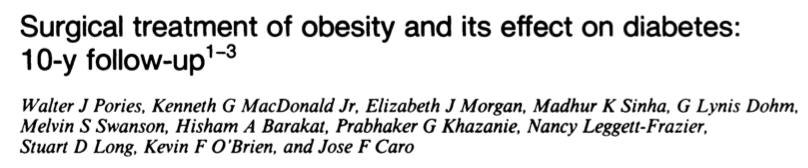 Surgical treatment of obesity and its effect on diabetes:
10-y follow-up¹⁻³
Walter J Pories, Kenneth G MacDonald Jr, Elizabeth J Morgan, Madhur K Sinha, G Lynis Dohm,
Melvin S Swanson, Hisham A Barakat, Prabhaker G Khazanie, Nancy Leggett-Frazier,
Stuart D Long, Kevin F O'Brien, and Jose F Caro